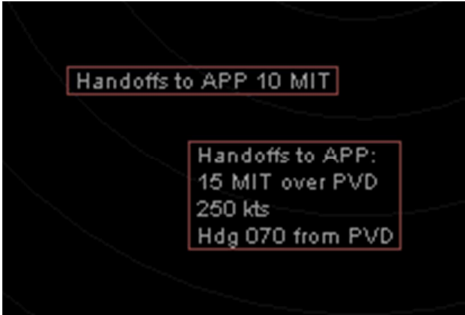 Handoffs to APP 10 MIT
Handoffs to APP:
15 MIT over PVD
250 kts
Hdg 070 from PVD